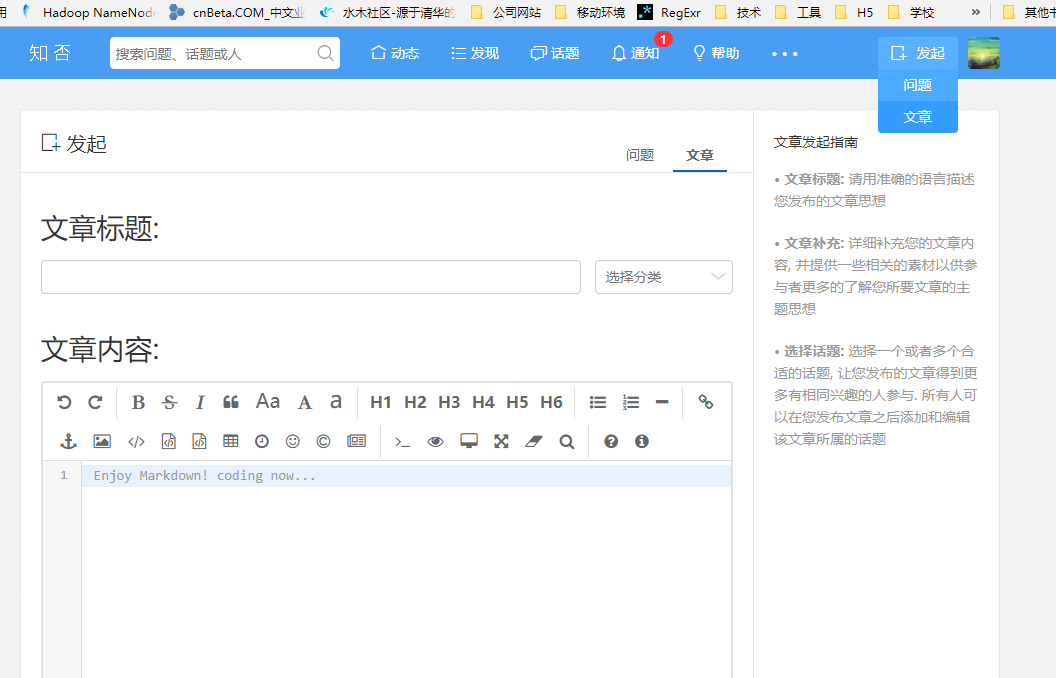 用 Hadoop NameNode cnBeta.COM_中文业 水木社区-源于清华的 公司网站 移动环境 RegExr 技术 工具 H5 学校 » 其他书
知否 搜索问题、话题或人 动态 发现 话题 通知 1 帮助 ••• 发起
问题
文章
发起
问题 文章
文章标题:
选择分类
文章内容:
B S I Aa A a H1 H2 H3 H4 H5 H6
1 Enjoy Markdown! coding now...
文章发起指南
• 文章标题: 请用准确的语言描述
您发布的文章思想
• 文章补充: 详细补充您的文章内
容, 并提供一些相关的素材以供参
与者更多的了解您所要文章的主
题思想
• 选择话题: 选择一个或者多个合
适的话题, 让您发布的文章得到更
多有相同兴趣的人参与. 所有人可
以在您发布文章之后添加和编辑
该文章所属的话题